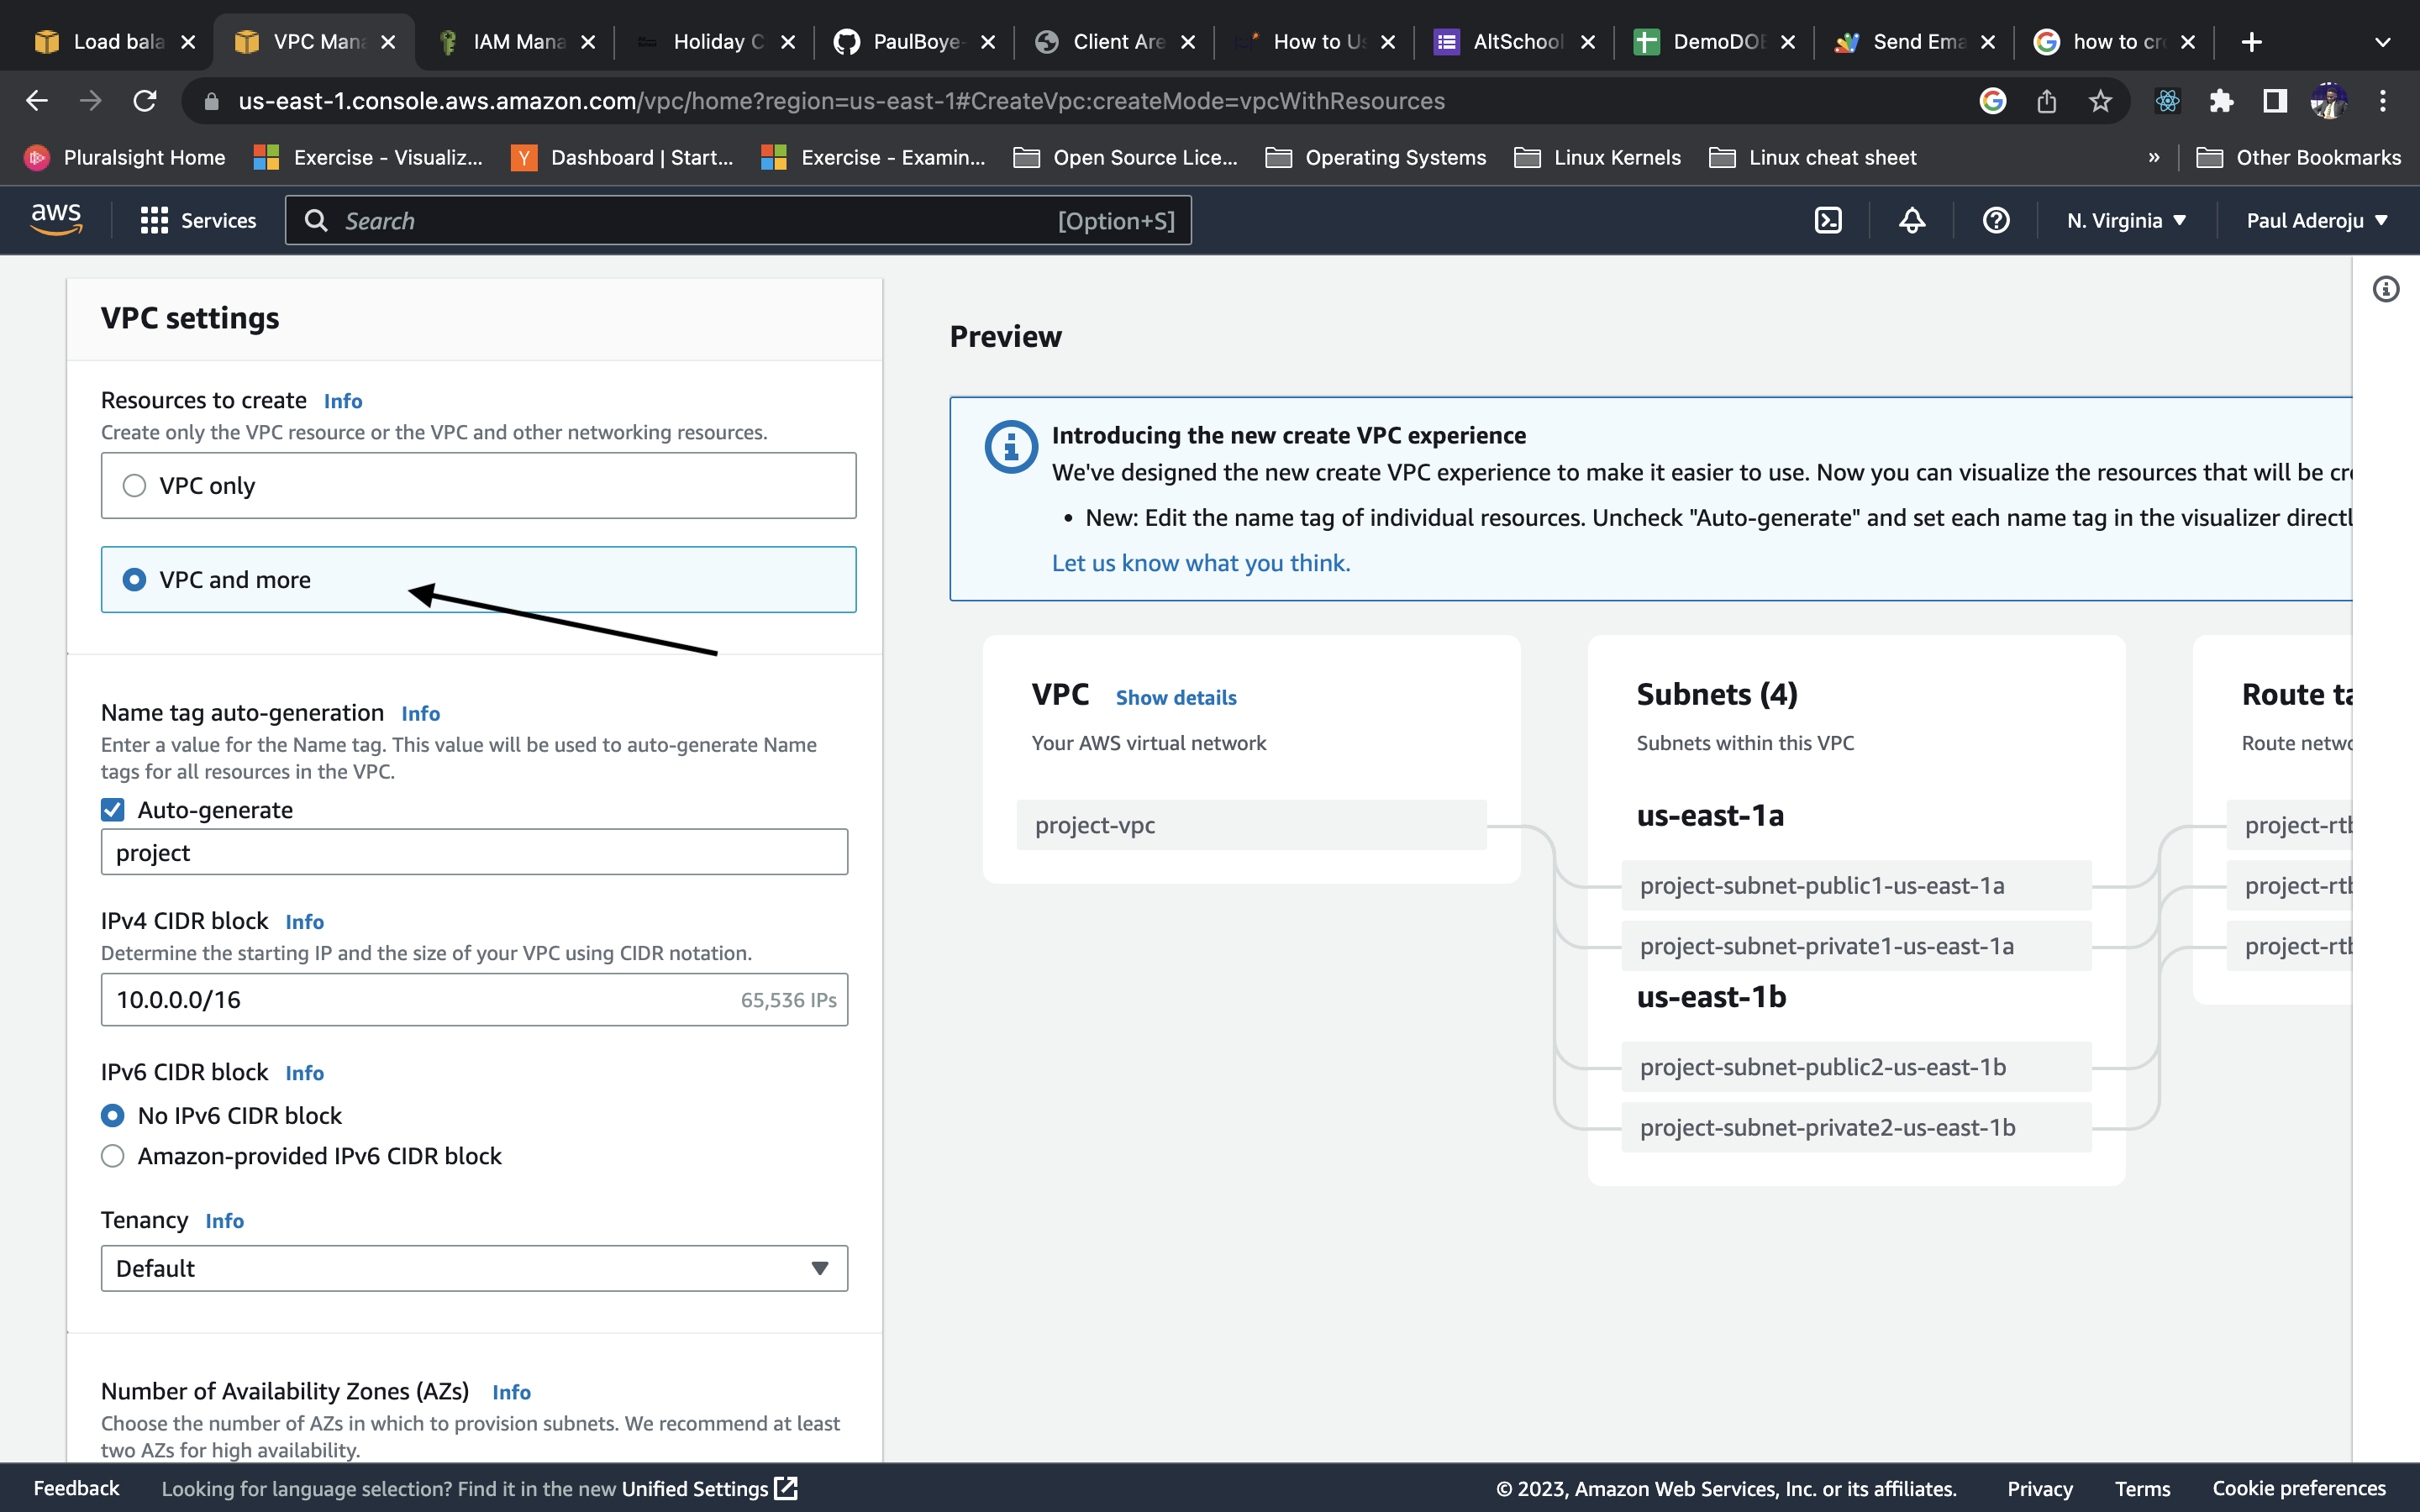 Load bala
VPC Mana
IAM Mana
Holiday C
PaulBoye-
Client Are
How to Us
AltSchool
DemoDOE
Send Ema
how to cr
us-east-1.console.aws.amazon.com/vpc/home?region=us-east-1#CreateVpc:createMode=vpcWithResources
Pluralsight Home
Exercise - Visualiz...
Dashboard | Start...
Exercise - Examin...
Open Source Lice...
Operating Systems
Linux Kernels
Linux cheat sheet
»
Other Bookmarks
aws
Services
Search
[Option+S]
N. Virginia
Paul Aderoju
VPC settings
Resources to create Info
Create only the VPC resource or the VPC and other networking resources.
VPC only
VPC and more
Name tag auto-generation Info
Enter a value for the Name tag. This value will be used to auto-generate Name
tags for all resources in the VPC.
Auto-generate
project
IPv4 CIDR block Info
Determine the starting IP and the size of your VPC using CIDR notation.
10.0.0.0/16 65,536 IPs
IPv6 CIDR block Info
No IPv6 CIDR block
Amazon-provided IPv6 CIDR block
Tenancy Info
Default
Number of Availability Zones (AZs) Info
Choose the number of AZs in which to provision subnets. We recommend at least
two AZs for high availability.
Preview
Introducing the new create VPC experience
We've designed the new create VPC experience to make it easier to use. Now you can visualize the resources that will be cre
• New: Edit the name tag of individual resources. Uncheck "Auto-generate" and set each name tag in the visualizer directl
Let us know what you think.
VPC Show details
Your AWS virtual network
project-vpc
Subnets (4)
Subnets within this VPC
us-east-1a
project-subnet-public1-us-east-1a
project-subnet-private1-us-east-1a
us-east-1b
project-subnet-public2-us-east-1b
project-subnet-private2-us-east-1b
Route ta
Route netwo
project-rtb
project-rtb
project-rtb
Feedback
Looking for language selection? Find it in the new Unified Settings
© 2023, Amazon Web Services, Inc. or its affiliates.
Privacy
Terms
Cookie preferences